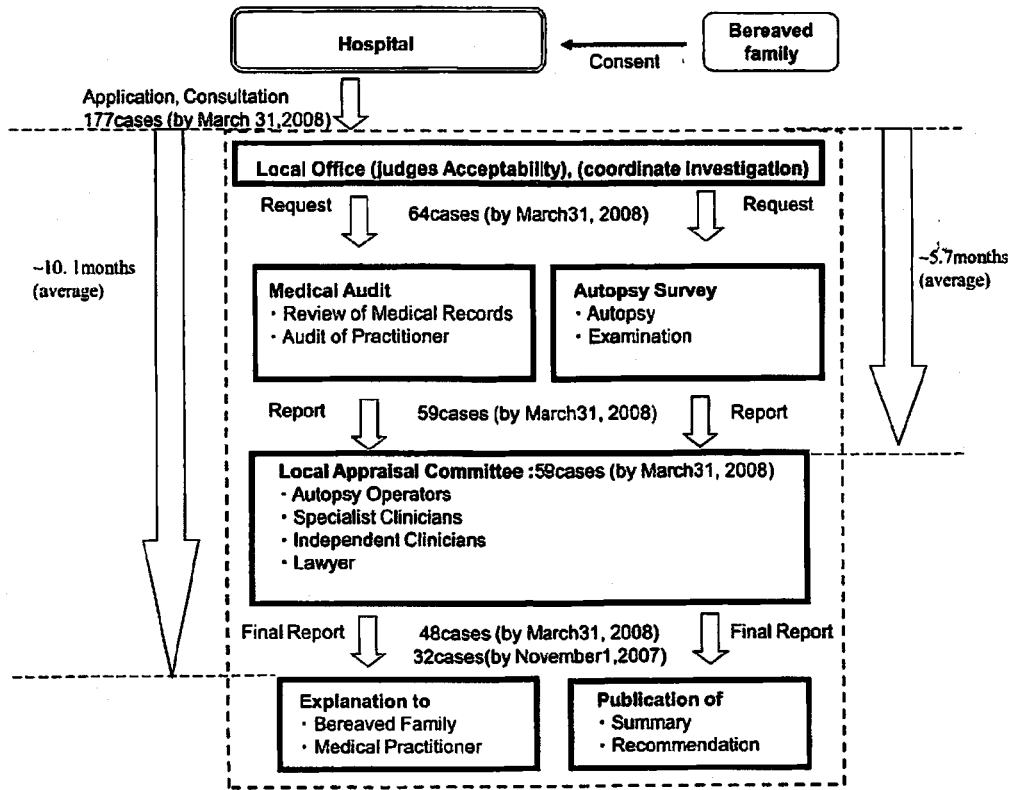 Hospital
Bereaved
family
Consent
Application, Consultation
177cases (by March 31,2008)
Local Office (judges Acceptability), (coordinate Investigation)
Request
64cases (by March31, 2008)
Request
~10. 1months
(average)
~5.7months
(average)
Medical Audit
・Review of Medical Records
・Audit of Practitioner
Autopsy Survey
・Autopsy
・Examination
Report
59cases (by March31, 2008)
Report
Local Appraisal Committee :59cases (by March31, 2008)
・Autopsy Operators
・Specialist Clinicians
・Independent Clinicians
・Lawyer
Final Report
48cases (by March31, 2008)
32cases(by November1,2007)
Final Report
Explanation to
・Bereaved Family
・Medical Practitioner
Publication of
・Summary
・Recommendation